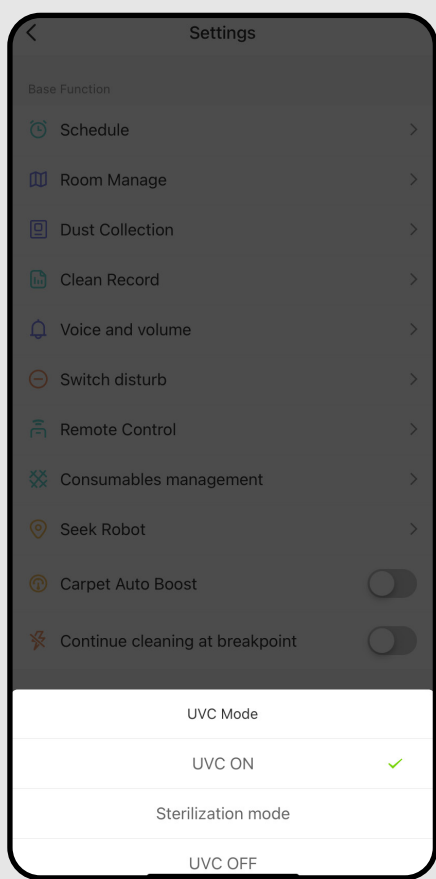 Settings
Base Function
Schedule
Room Manage
Dust Collection
Clean Record
Voice and volume
Switch disturb
Remote Control
Consumables management
Seek Robot
Carpet Auto Boost
Continue cleaning at breakpoint
UVC Mode
UVC ON
Sterilization mode
UVC OFF